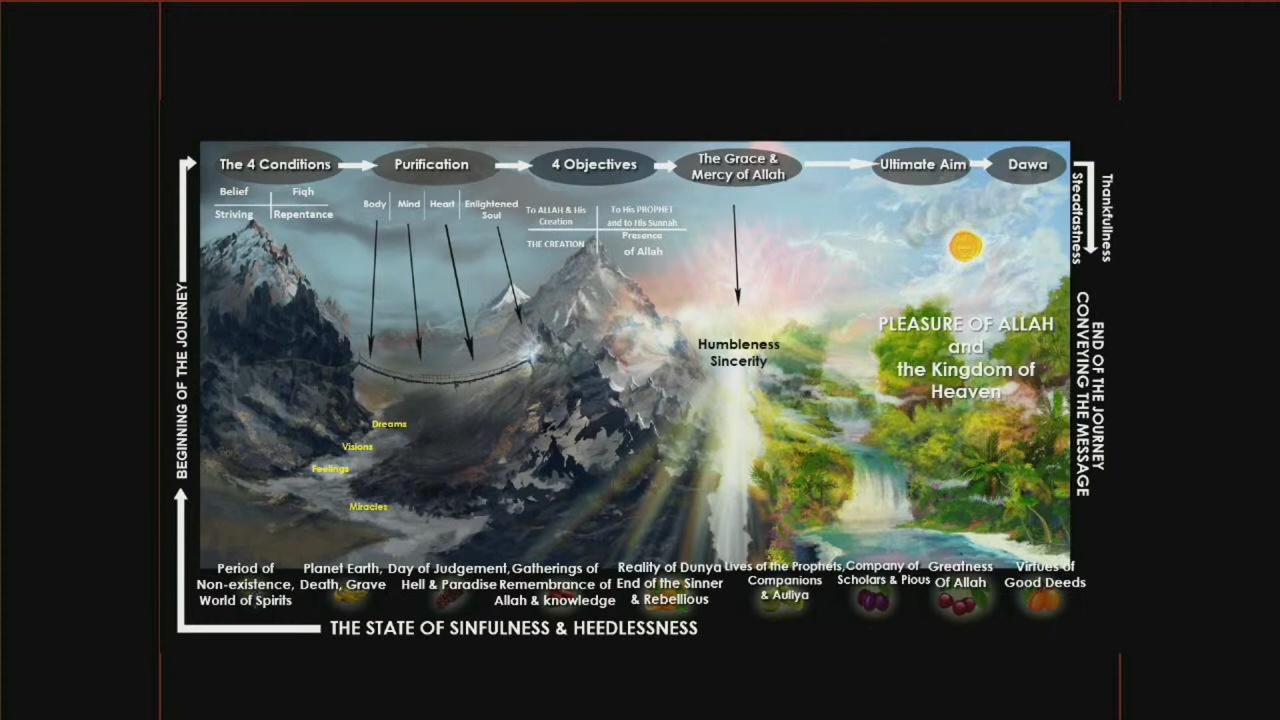 The 4 Conditions
Purification
4 Objectives
The Grace &
Mercy of Allah
Ultimate Aim
Dawa
Belief
Fiqh
Striving
Repentance
Body
Mind
Heart
Enlightened
Soul
To ALLAH & His
Creation
To His PROPHET
and to His Sunnah
THE CREATION
Presence
of Allah
Steadfastness
Thankfullness
Humbleness
Sincerity
PLEASURE OF ALLAH
and
the Kingdom of
Heaven
BEGINNING OF THE JOURNEY
END OF THE JOURNEY
CONVEYING THE MESSAGE
Dreams
Visions
Feelings
Miracles
Period of
Non-existence,
World of Spirits
Planet Earth,
Death, Grave
Day of Judgement,
Hell & Paradise
Gatherings of
Remembrance of
Allah & knowledge
Reality of Dunya
End of the Sinner
& Rebellious
Lives of the Prophets,
Companions
& Auliya
Company of
Scholars & Pious
Greatness
Of Allah
Virtues of
Good Deeds
THE STATE OF SINFULNESS & HEEDLESSNESS